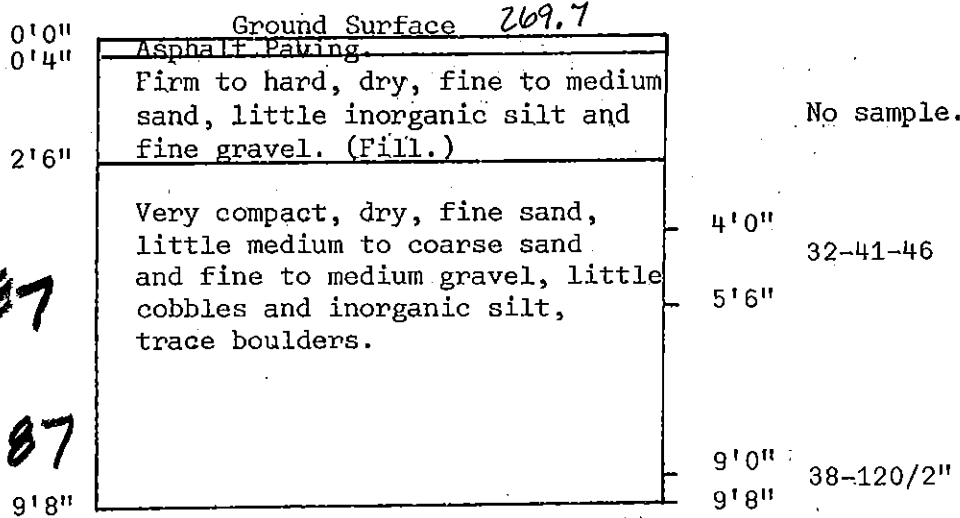 Ground Surface 269.7
0'0"
Asphalt Paving.
0'4"
Firm to hard, dry, fine to medium
sand, little inorganic silt and
fine gravel. (Fill.)
No sample.
2'6"
Very compact, dry, fine sand,
little medium to coarse sand
and fine to medium gravel, little
cobbles and inorganic silt,
trace boulders.
4'0"
32-41-46
5'6"
7
87
9'0"
38-120/2"
9'8"
9'8"